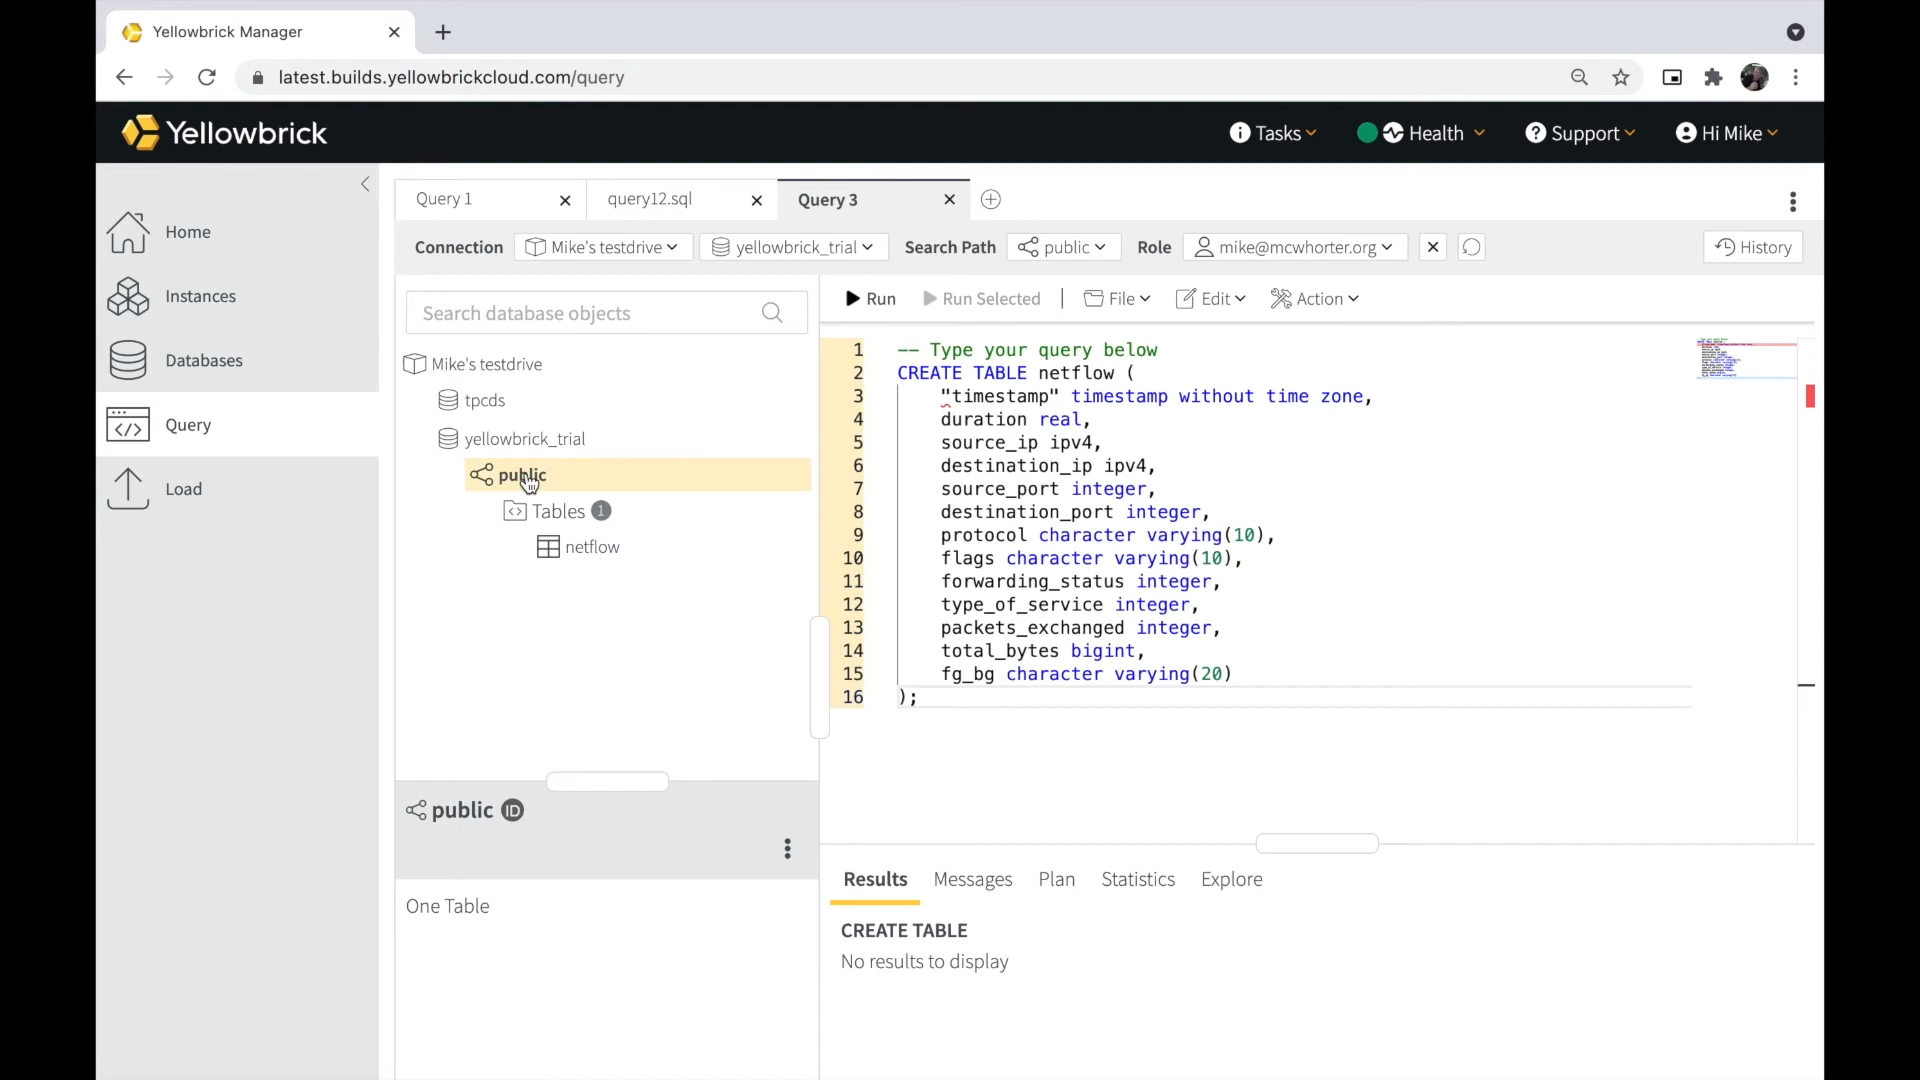 Yellowbrick Manager
latest.builds.yellowbrickcloud.com/query
Yellowbrick
Tasks
Health
Support
Hi Mike
Home
Instances
Databases
Query
Load
Query 1
query12.sql
Query 3
Connection
Mike's testdrive
yellowbrick_trial
Search Path
public
Role
mike@mcwhorter.org
History
Search database objects
Mike's testdrive
tpcds
yellowbrick_trial
public
Tables 1
netflow
public ID
One Table
Run
Run Selected
File
Edit
Action
1 -- Type your query below
2 CREATE TABLE netflow (
3 "timestamp" timestamp without time zone,
4 duration real,
5 source_ip ipv4,
6 destination_ip ipv4,
7 source_port integer,
8 destination_port integer,
9 protocol character varying(10),
10 flags character varying(10),
11 forwarding_status integer,
12 type_of_service integer,
13 packets_exchanged integer,
14 total_bytes bigint,
15 fg_bg character varying(20)
16 );
Results
Messages
Plan
Statistics
Explore
CREATE TABLE
No results to display